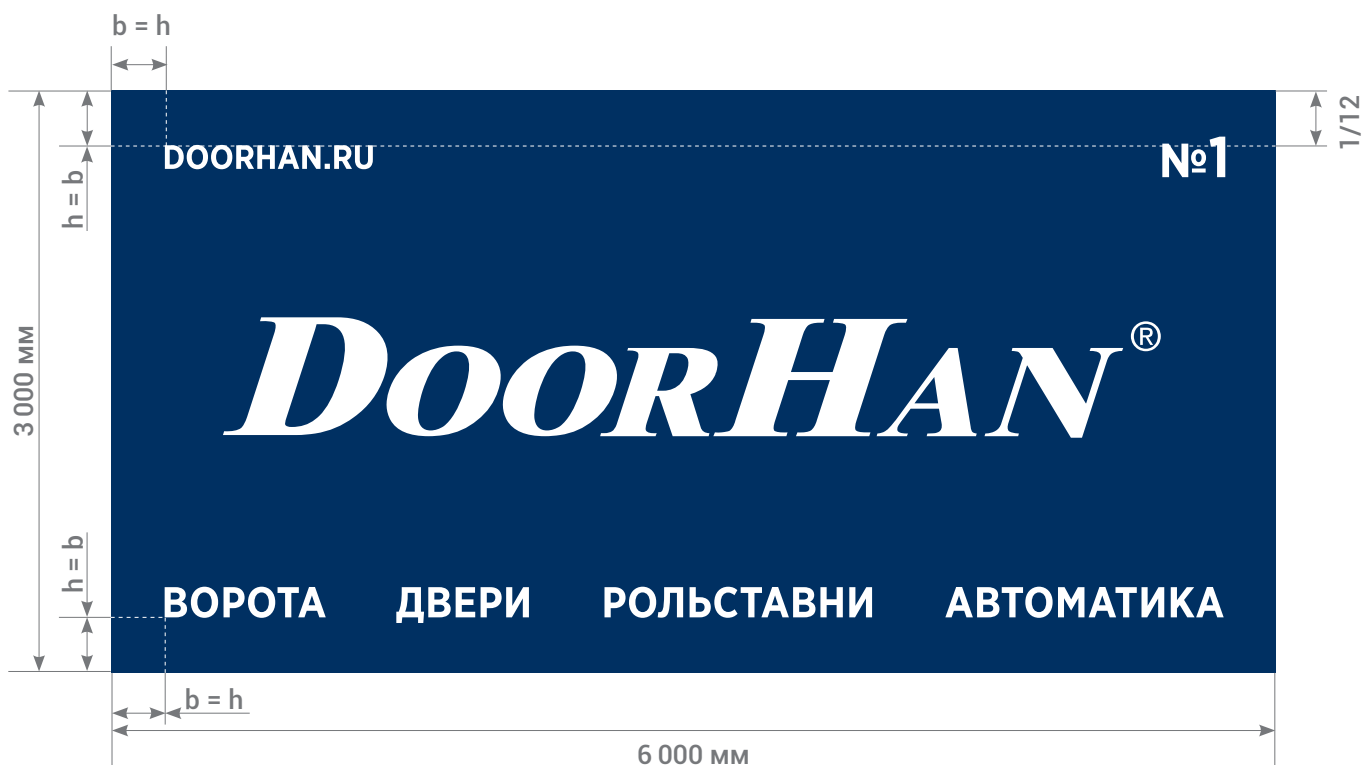 b = h
1/12
DOORHAN.RU
№1
h = b
3 000 мм
DOORHAN®
h = b
ВОРОТА ДВЕРИ РОЛЬСТАВНИ АВТОМАТИКА
b = h
6 000 мм